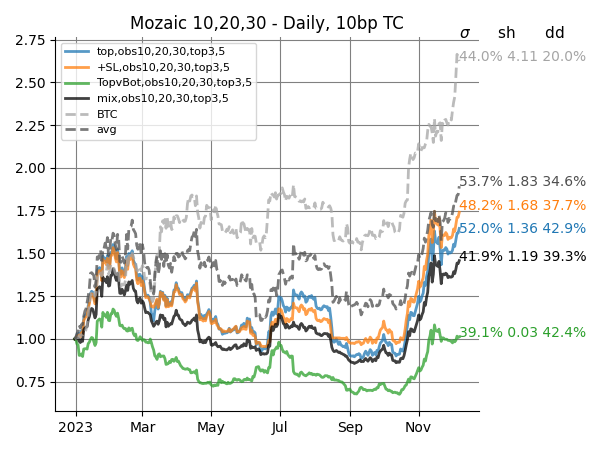 Mozaic 10,20,30 - Daily, 10bp TC
σ sh dd
2.75
2.50
2.25
2.00
1.75
1.50
1.25
1.00
0.75
top,obs10,20,30,top3,5
+SL,obs10,20,30,top3,5
TopvBot,obs10,20,30,top3,5
mix,obs10,20,30,top3,5
BTC
avg
44.0% 4.11 20.0%
53.7% 1.83 34.6%
48.2% 1.68 37.7%
52.0% 1.36 42.9%
41.9% 1.19 39.3%
39.1% 0.03 42.4%
2023 Mar May Jul Sep Nov